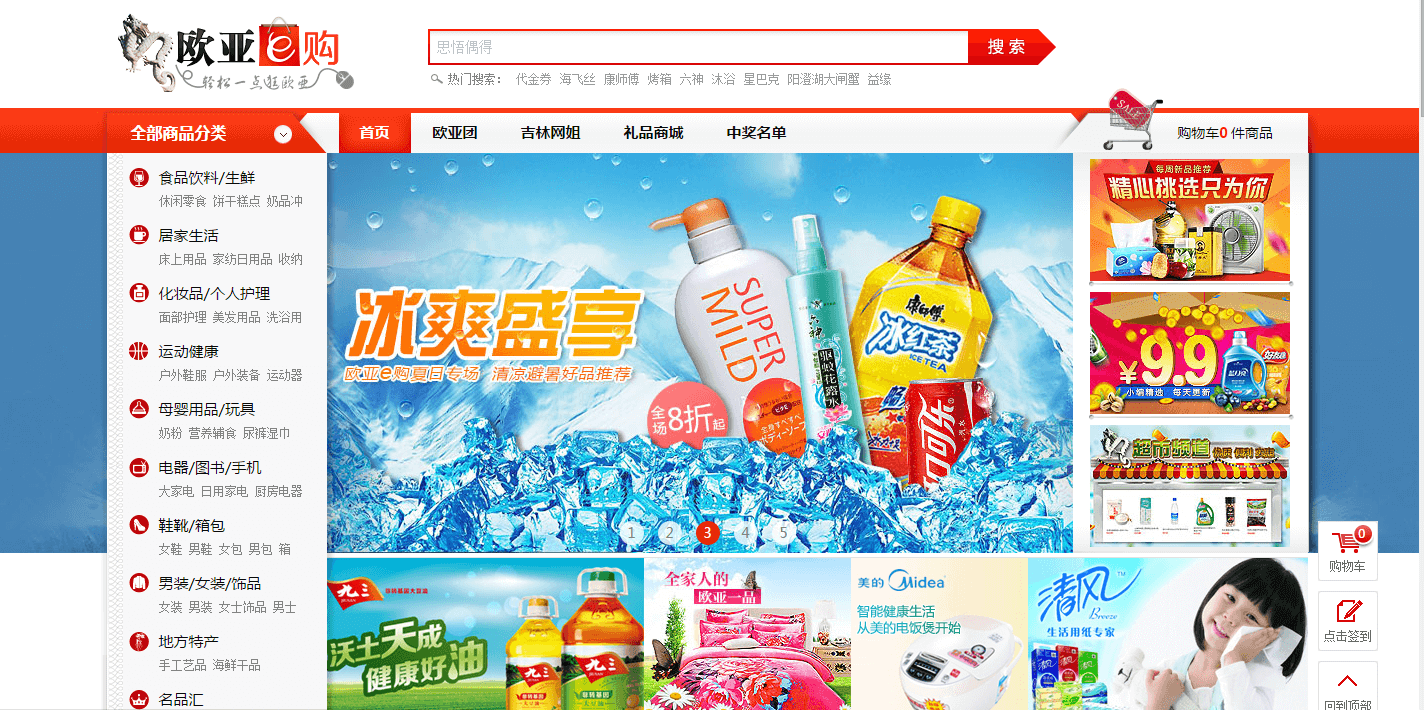 欧亚e购
轻松一点逛欧亚
思悟偶得
搜索
热门搜索: 代金券 海飞丝 康师傅 烤箱 六神 沐浴 星巴克 阳澄湖大闸蟹 益缘
SALE
全部商品分类
首页 欧亚团 吉林网姐 礼品商城 中奖名单
购物车0 件商品
食品饮料/生鲜
休闲零食 饼干糕点 奶品冲
居家生活
床上用品 家纺日用品 收纳
化妆品/个人护理
面部护理 美发用品 洗浴用
运动健康
户外鞋服 户外装备 运动器
母婴用品/玩具
奶粉 营养辅食 尿裤湿巾
电器/图书/手机
大家电 日用家电 厨房电器
鞋靴/箱包
女鞋 男鞋 女包 男包 箱
男装/女装/饰品
女装 男装 女士饰品 男士
地方特产
手工艺品 海鲜干品
名品汇
冰爽盛享
欧亚e购夏日专场 清凉避暑好品推荐
全场8折起
SUPER
MILD
六神
驱蚊花露水
康师傅
冰红茶
ICE TEA
可口可乐
汽水
1 2 3 4 5
每周新品推荐
精心挑选只为你
¥9.9
小编精选 每天更新
超市频道
九三
沃土天成
健康好油
九三
九三
全家人的
欧亚一品
美的 Midea
智能健康生活
从美的电饭煲开始
清风™
Breeze
生活用纸专家
清风
0
购物车
点击签到
回到顶部